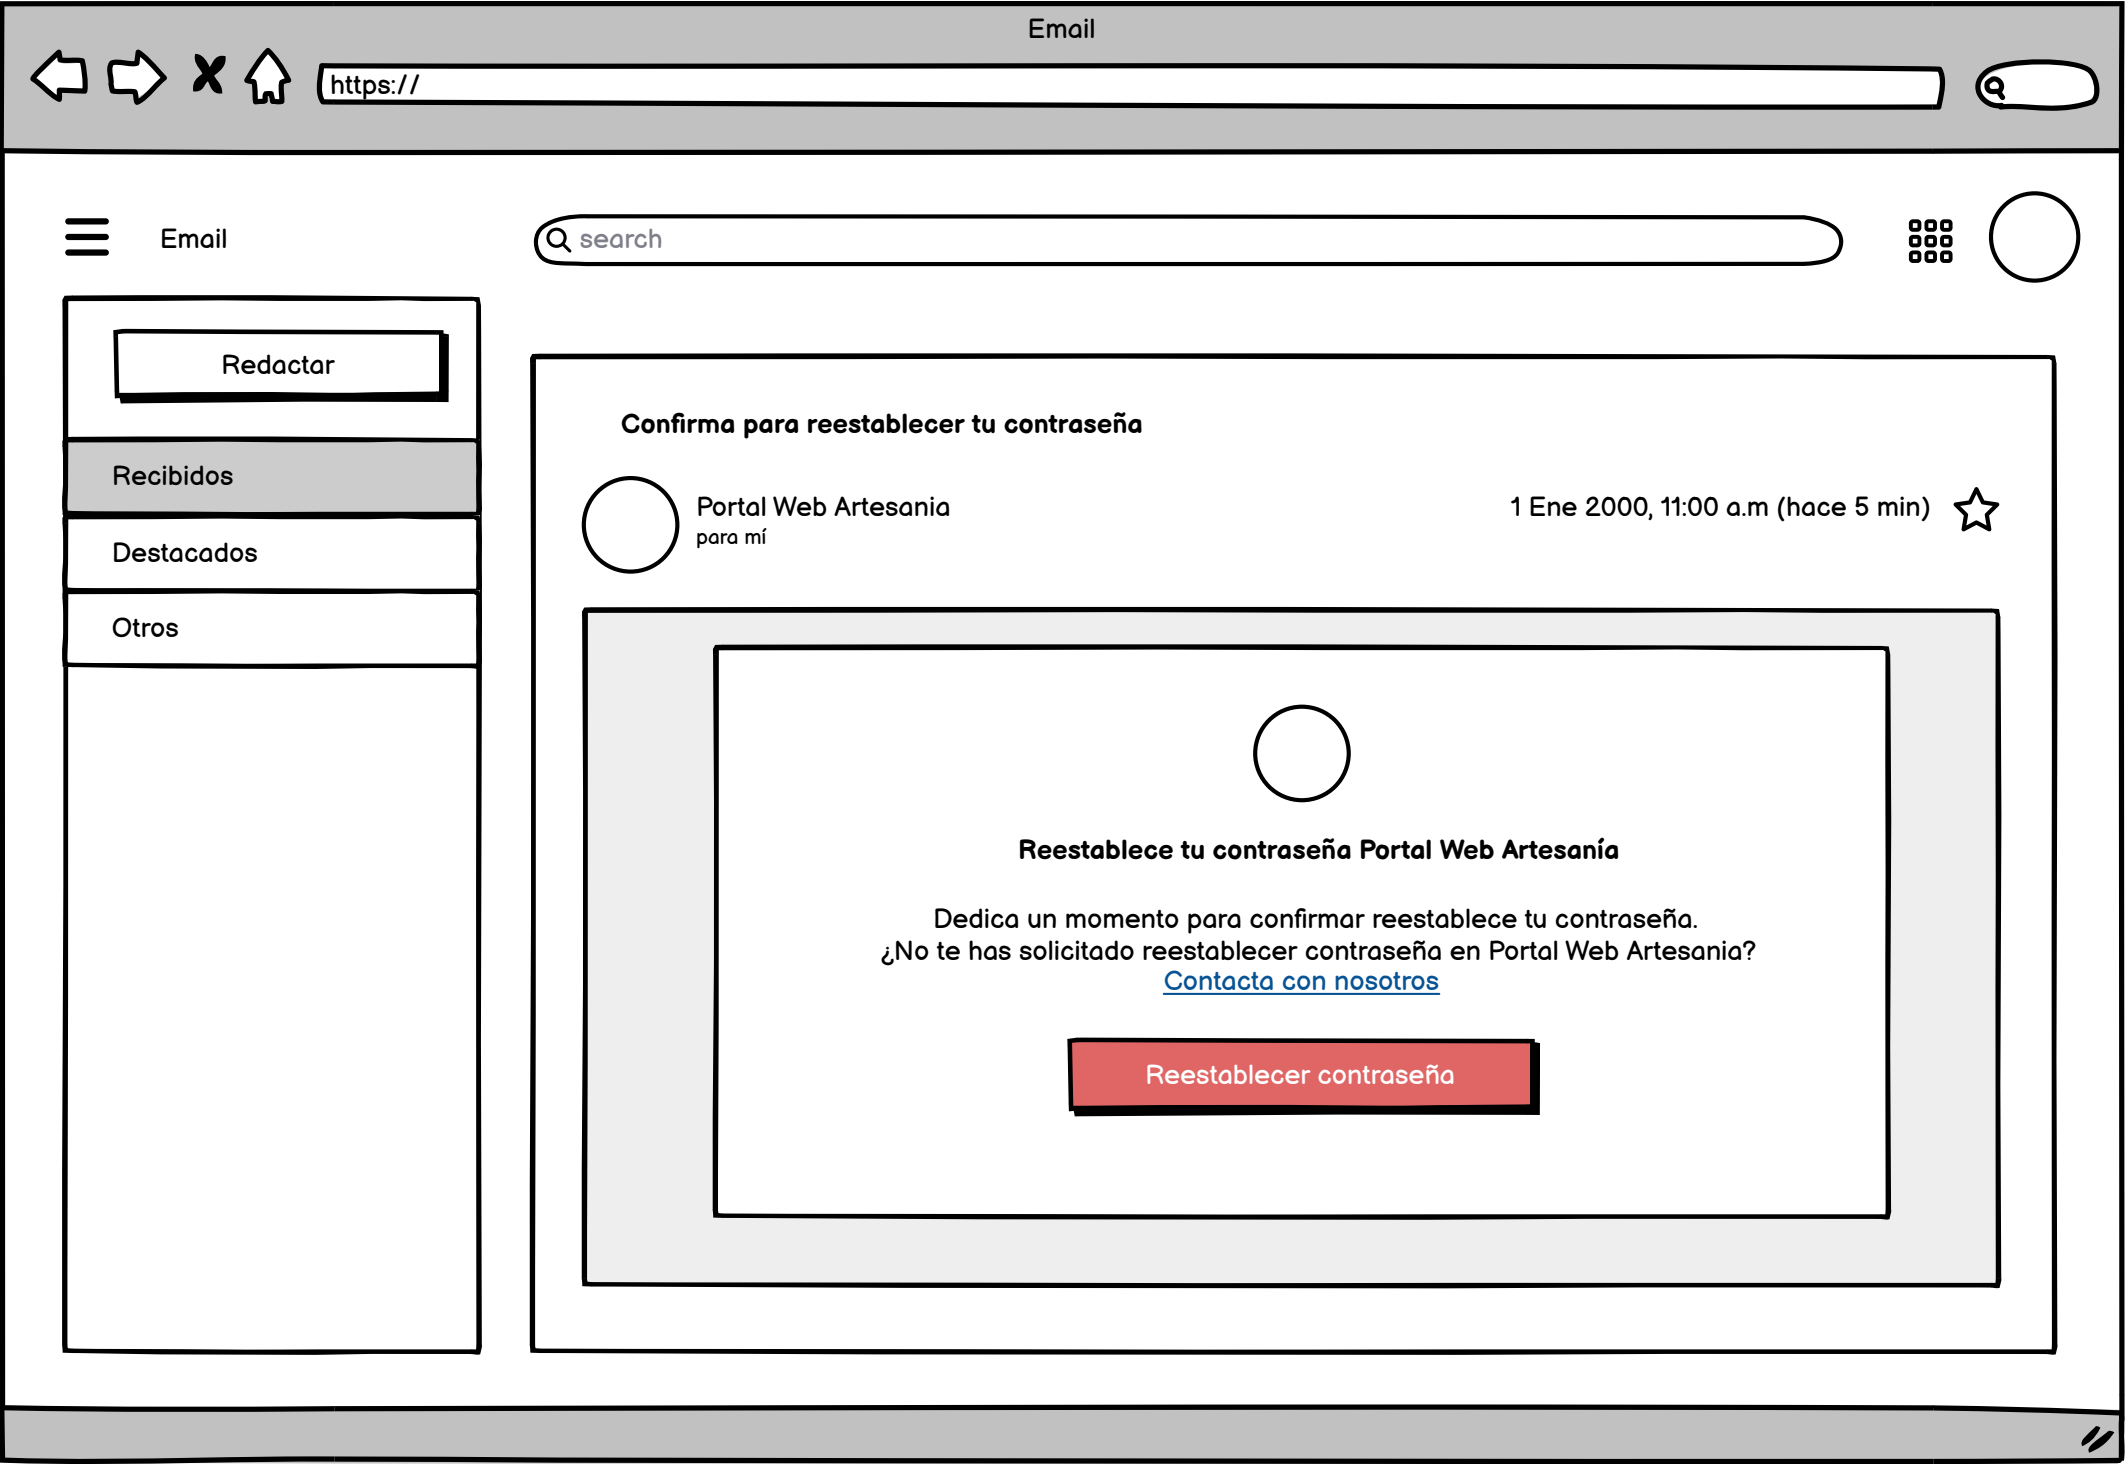 Email
https://
Email
search
Redactar
Recibidos
Destacados
Otros
Confirma para reestablecer tu contraseña
Portal Web Artesania
para mí
1 Ene 2000, 11:00 a.m (hace 5 min)
Reestablece tu contraseña Portal Web Artesanía
Dedica un momento para confirmar reestablece tu contraseña.
¿No te has solicitado reestablecer contraseña en Portal Web Artesania?
Contacta con nosotros
Reestablecer contraseña